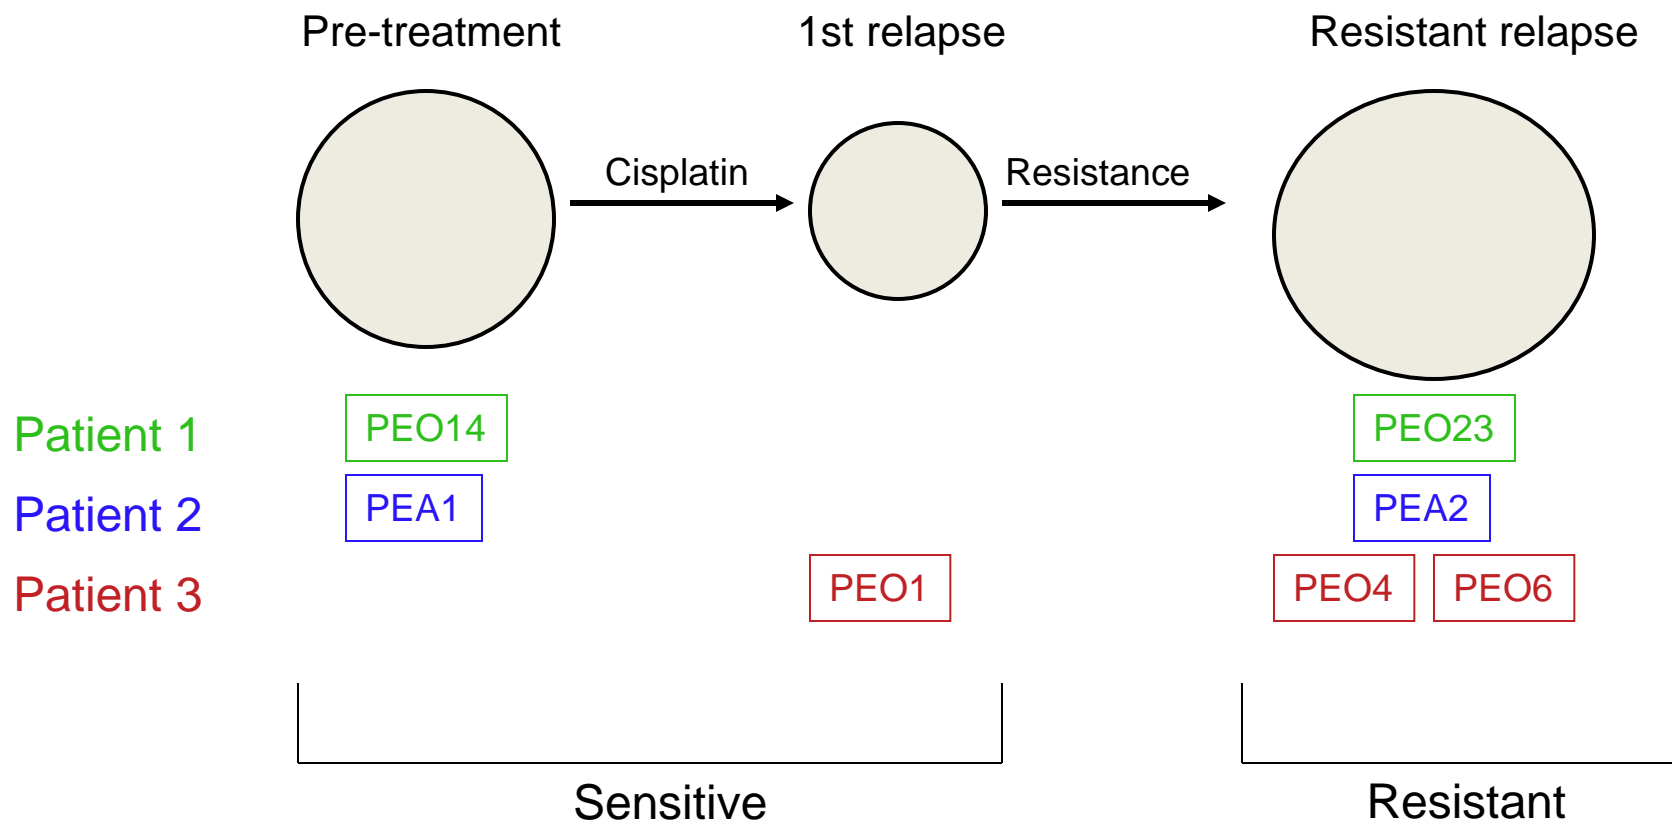 Pre-treatment 1st relapse Resistant relapse
Cisplatin Resistance
Patient 1 PEO14 PEO23
Patient 2 PEA1 PEA2
Patient 3 PEO1 PEO4 PEO6
Sensitive Resistant